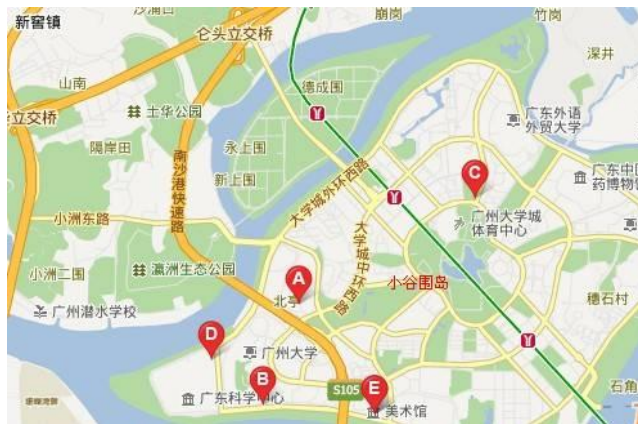 新窖镇
仑头立交桥
崩岗
竹岗
深井
山南
德成围
土华公园
立交桥
广东外语
外贸大学
隔岸田
永上围
新上围
南沙港快速路
大学城外环西路
C
广东中医
药博物馆
小洲东路
广州大学城
体育中心
大学城中环西路
小洲二围
瀛洲生态公园
A
北亭
小谷围岛
穗石村
广州潜水学校
D
广州大学
B
E
S105
石角
广东科学中心
美术馆